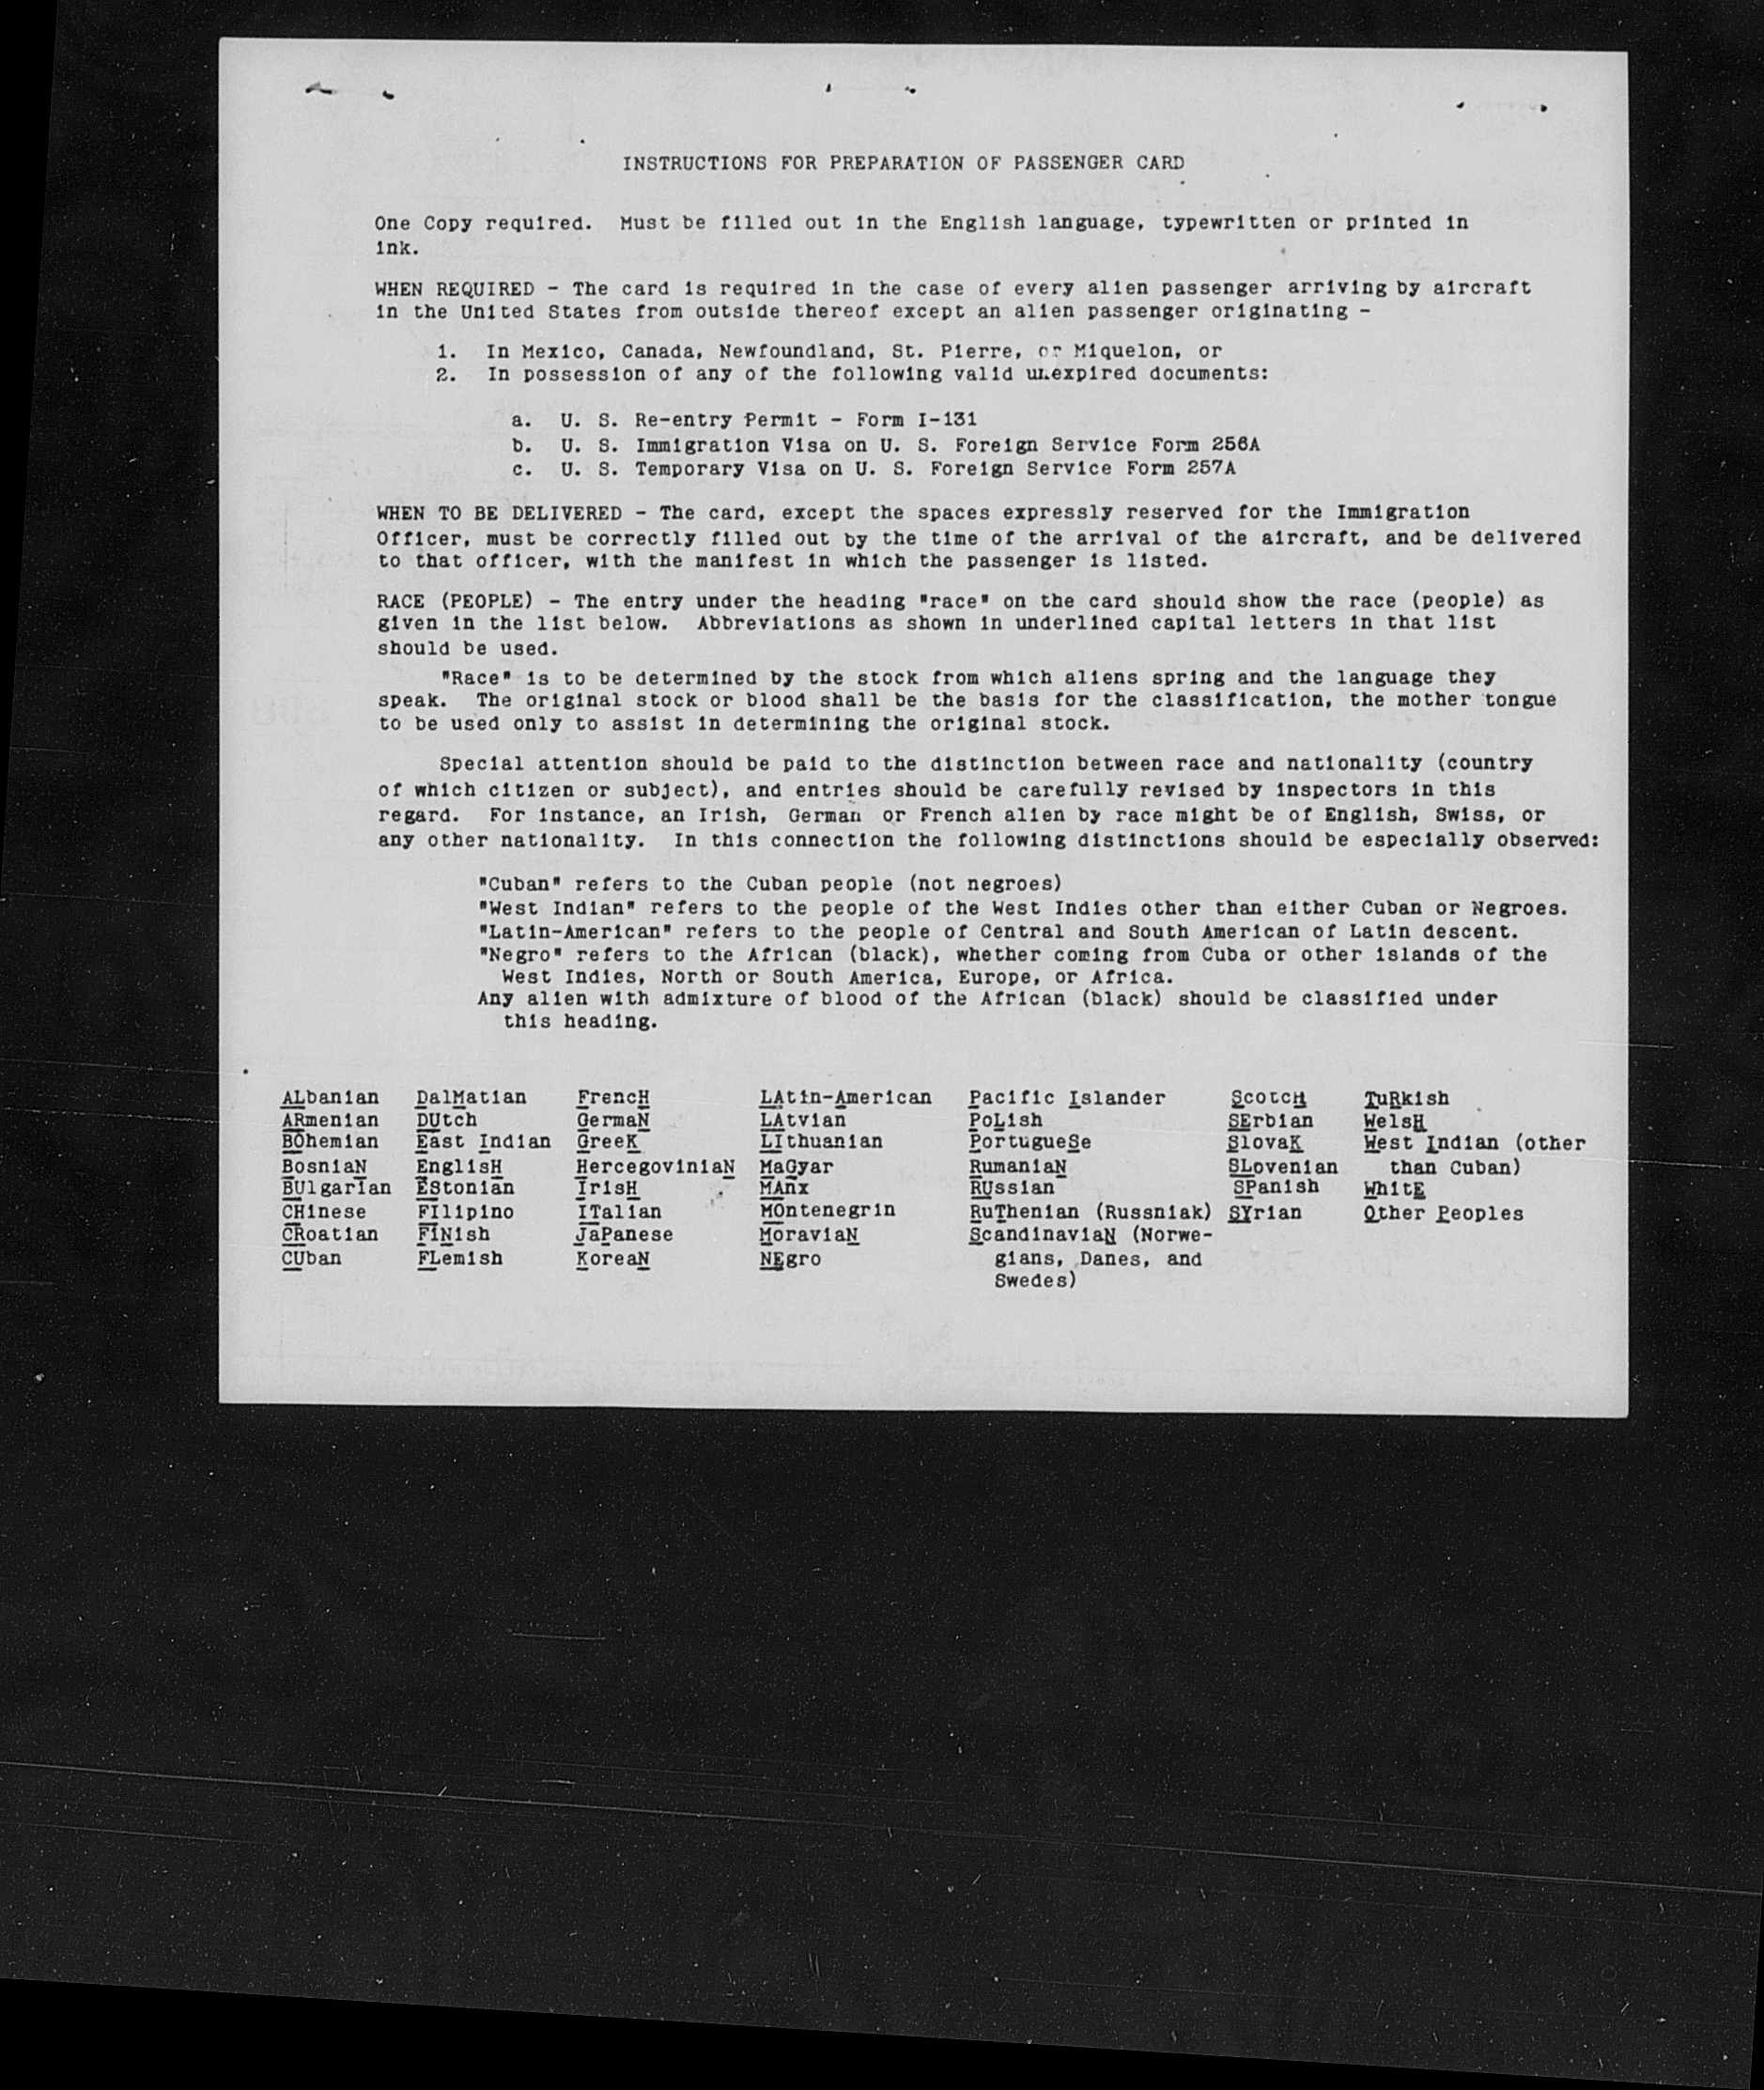 INSTRUCTIONS FOR PREPARATION OF PASSENGER CARD
One Copy required. Must be filled out in the English language, typewritten or printed in
ink.
WHEN REQUIRED - The card is required in the case of every alien passenger arriving by aircraft
in the United States from outside thereof except an alien passenger originating -
1. In Mexico, Canada, Newfoundland, St. Pierre, or Miquelon, or
2. In possession of any of the following valid unexpired documents:
a. U. S. Re-entry Permit - Form I-131
b. U. S. Immigration Visa on U. S. Foreign Service Form 256A
c. U. S. Temporary Visa on U. S. Foreign Service Form 257A
WHEN TO BE DELIVERED - The card, except the spaces expressly reserved for the Immigration
Officer, must be correctly filled out by the time of the arrival of the aircraft, and be delivered
to that officer, with the manifest in which the passenger is listed.
RACE (PEOPLE) - The entry under the heading "race" on the card should show the race (people) as
given in the list below. Abbreviations as shown in underlined capital letters in that list
should be used.
"Race" is to be determined by the stock from which aliens spring and the language they
speak. The original stock or blood shall be the basis for the classification, the mother tongue
to be used only to assist in determining the original stock.
Special attention should be paid to the distinction between race and nationality (country
of which citizen or subject), and entries should be carefully revised by inspectors in this
regard. For instance, an Irish, German or French alien by race might be of English, Swiss, or
any other nationality. In this connection the following distinctions should be especially observed:
"Cuban" refers to the Cuban people (not negroes)
"West Indian" refers to the people of the West Indies other than either Cuban or Negroes.
"Latin-American" refers to the people of Central and South American of Latin descent.
"Negro" refers to the African (black), whether coming from Cuba or other islands of the
West Indies, North or South America, Europe, or Africa.
Any alien with admixture of blood of the African (black) should be classified under
this heading.
ALbanian DalMatian FrencH LAtin-American Pacific Islander ScotcH TuRkish
ARmenian DUtch GermaN LAtvian PoLish SErbian WelsH
BOhemian East Indian GreeK LIthuanian PortugueSe SlovaK West Indian (other
BosniaN EnglisH HercegoviniaN MaGyar RumaniaN SLovenian than Cuban)
BUlgarian EStonian IrisH MAnx RUssian SPanish WhitE
CHinese FIlipino ITalian MOntenegrin RuThenian (Russniak) SYrian Other Peoples
CRoatian FiNish JaPanese MoraviaN ScandinaviaN (Norwe-
CUban FLemish KoreaN NEgro gians, Danes, and
Swedes)